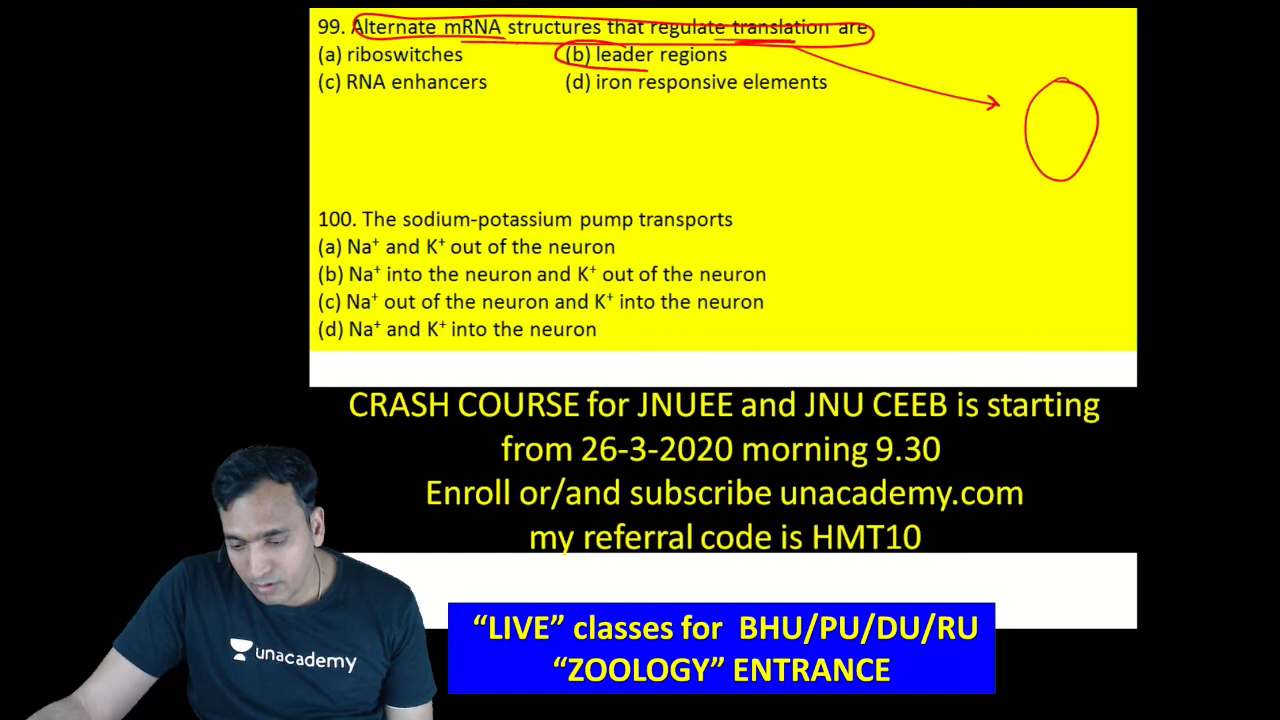 99. Alternate mRNA structures that regulate translation are
(a) riboswitches (b) leader regions
(c) RNA enhancers (d) iron responsive elements
100. The sodium-potassium pump transports
(a) Na⁺ and K⁺ out of the neuron
(b) Na⁺ into the neuron and K⁺ out of the neuron
(c) Na⁺ out of the neuron and K⁺ into the neuron
(d) Na⁺ and K⁺ into the neuron
CRASH COURSE for JNUEE and JNU CEEB is starting
from 26-3-2020 morning 9.30
Enroll or/and subscribe unacademy.com
my referral code is HMT10
unacademy
“LIVE” classes for BHU/PU/DU/RU
“ZOOLOGY” ENTRANCE